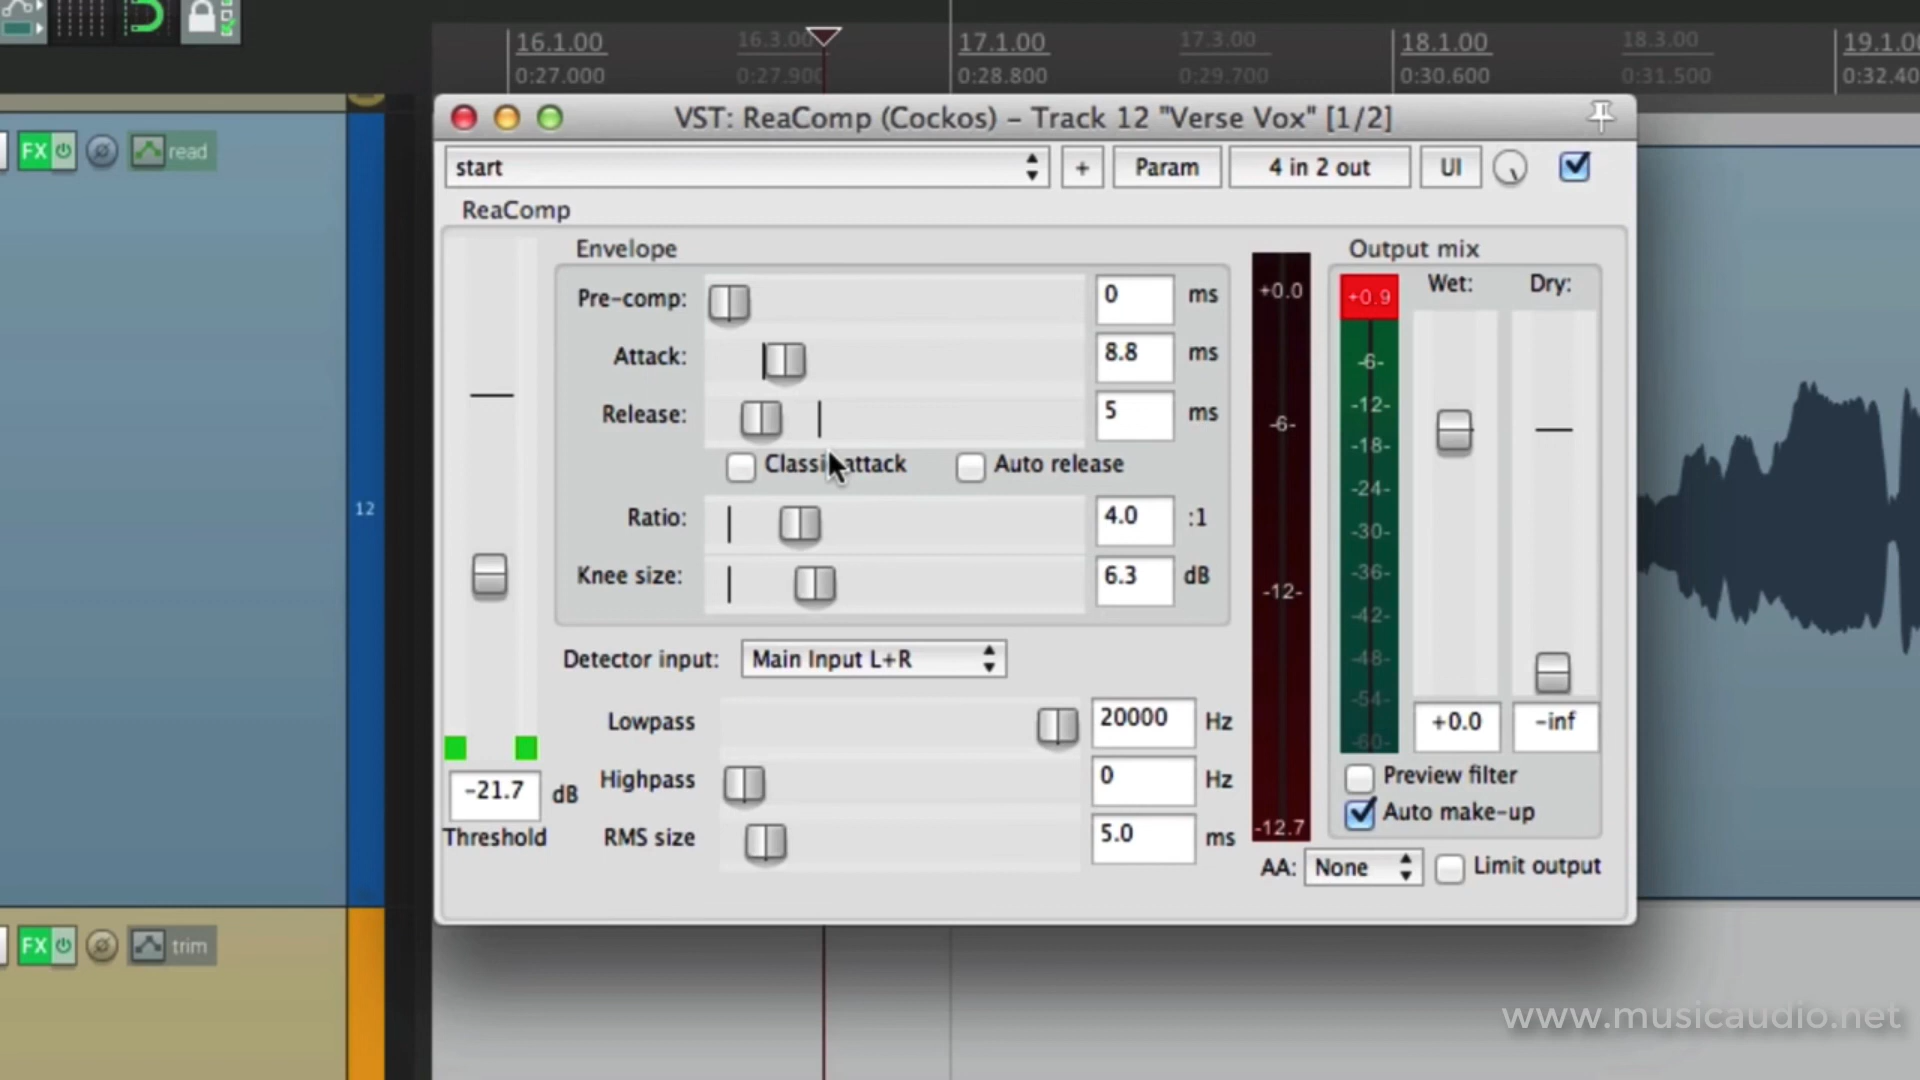 16.1.00 16.3.00 17.1.00 17.3.00 18.1.00 18.3.00
0:27.000 0:27.900 0:28.800 0:29.700 0:30.600 0:31.500
VST: ReaComp (Cockos) – Track 12 "Verse Vox" [1/2]
FX read
start + Param 4 in 2 out UI
ReaComp
Envelope Output mix
Pre-comp: 0 ms +0.0 +0.9 Wet: Dry:
Attack: 8.8 ms -6-
Release: 5 ms -6- -12-
-18-
attack Auto release
-24-
12
Ratio: 4.0 :1 -30-
Knee size: 6.3 dB -12- -36-
-42-
Detector input: Main Input L+R -48-
-54-
Lowpass 20000 Hz +0.0 -inf
-60-
Highpass 0 Hz Preview filter
-21.7 dB
Threshold RMS size 5.0 ms -12.7 Auto make-up
AA: None Limit output
FX trim
www.musicaudio.net